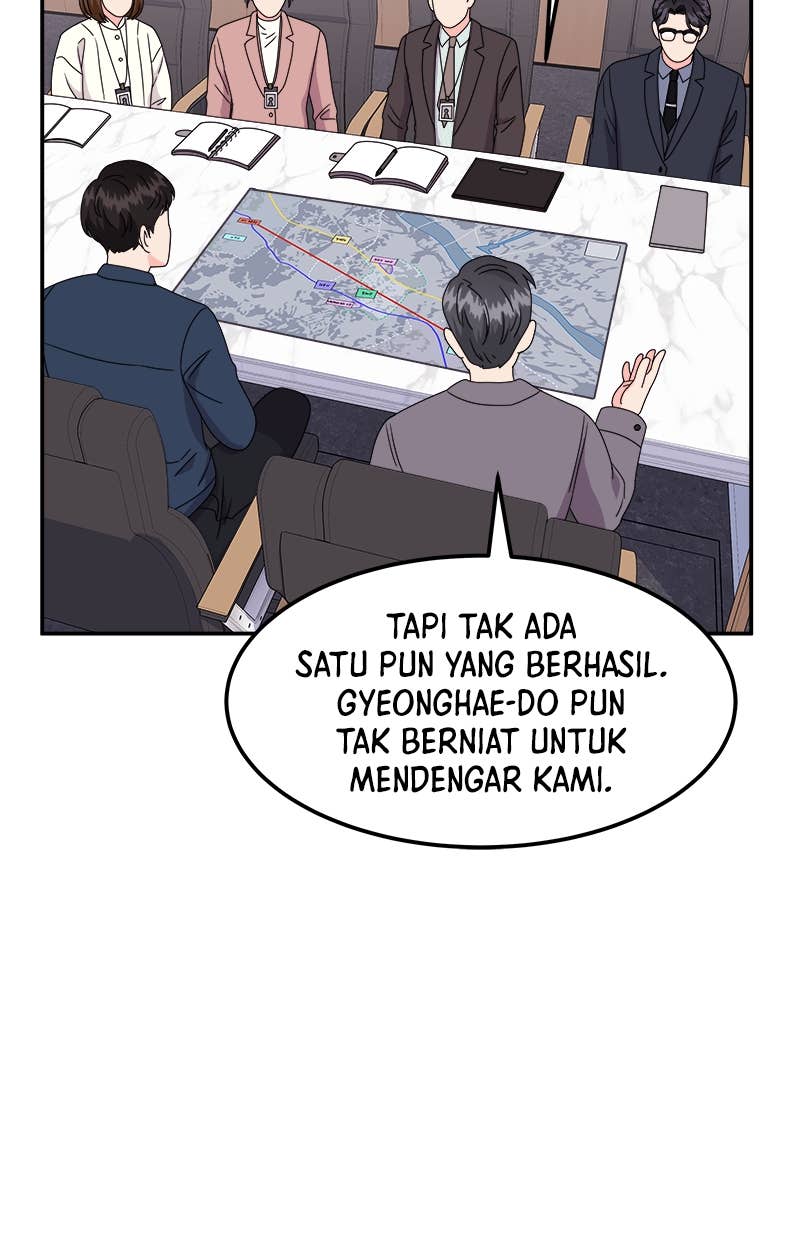 TAPI TAK ADA
SATU PUN YANG BERHASIL.
GYEONGHAE-DO PUN
TAK BERNIAT UNTUK
MENDENGAR KAMI.